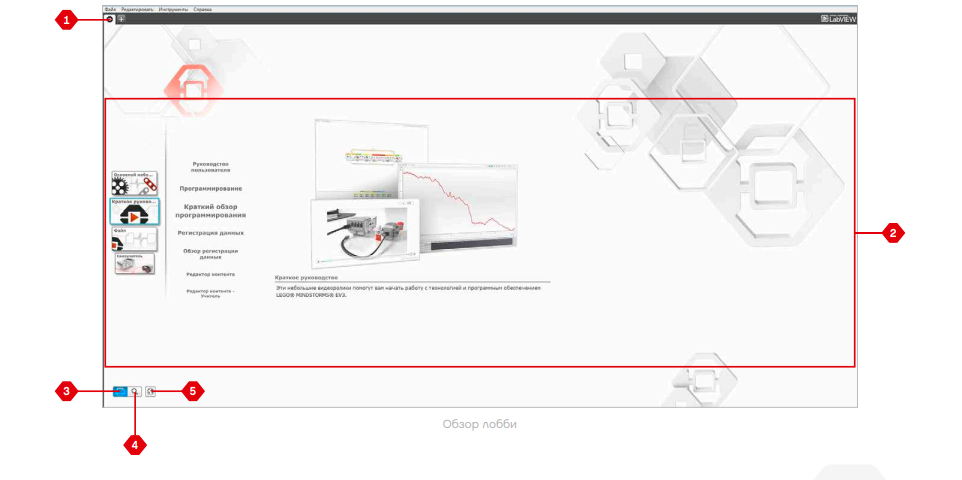 Файл Редактировать Инструменты Справка
1
LabVIEW
Руководство
пользователя
Основной набо...
Программирование
Краткое руково...
Краткий обзор
программирования
Файл
Регистрация данных
2
Обзор регистрации
данных
Самоучитель
Редактор контента
Краткое руководство
Эти небольшие видеоролики помогут вам начать работу с технологией и программным обеспечением
LEGO® MINDSTORMS® EV3.
Редактор контента -
Учитель
3
5
4
Обзор лобби